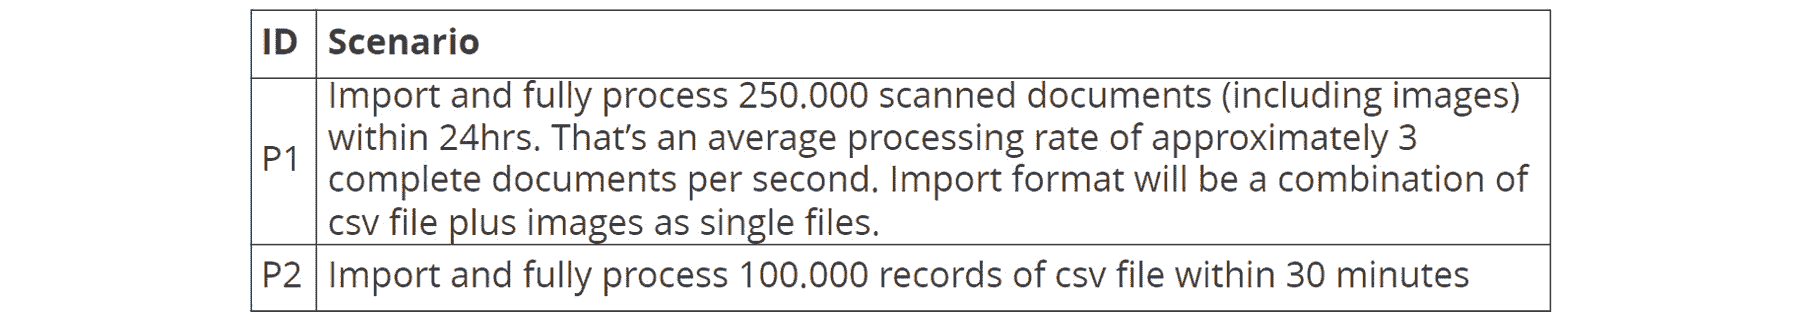 ID Scenario
P1 Import and fully process 250.000 scanned documents (including images)
within 24hrs. That's an average processing rate of approximately 3
complete documents per second. Import format will be a combination of
csv file plus images as single files.
P2 Import and fully process 100.000 records of csv file within 30 minutes